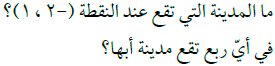 ما المدينة التي تقع عند النقطة (-٢ ، ١)؟
في أيّ ربع تقع مدينة أبها؟